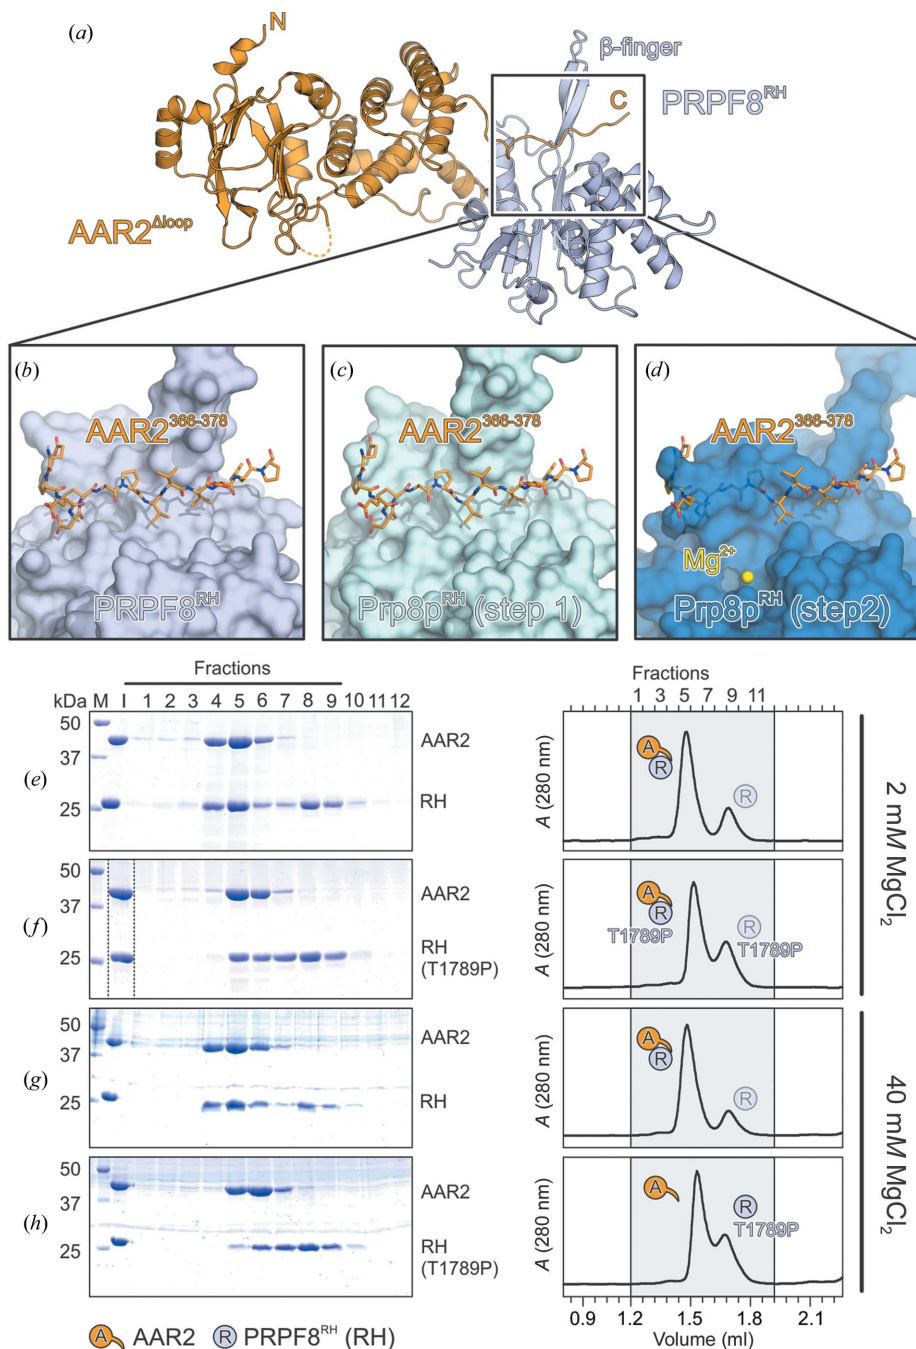 (a)
N
β-finger
PRPF8^RH
C
AAR2^Δloop
N
(b)
AAR2^366-378
PRPF8^RH
(c)
AAR2^366-378
Prp8p^RH (step 1)
(d)
AAR2^366-378
Mg^2+
Prp8p^RH (step2)
Fractions
kDa M I 1 2 3 4 5 6 7 8 9 10 11 12
(e)
50
37
25
AAR2
RH
(f)
50
37
25
AAR2
RH
(T1789P)
(g)
50
37
25
AAR2
RH
(h)
50
37
25
AAR2
RH
(T1789P)
Fractions
1 3 5 7 9 11
A (280 nm)
A
R
R
A (280 nm)
A
R
T1789P
R
T1789P
2 mM MgCl2
A (280 nm)
A
R
R
A (280 nm)
A
R
T1789P
40 mM MgCl2
0.9 1.2 1.5 1.8 2.1
Volume (ml)
A AAR2 R PRPF8^RH (RH)